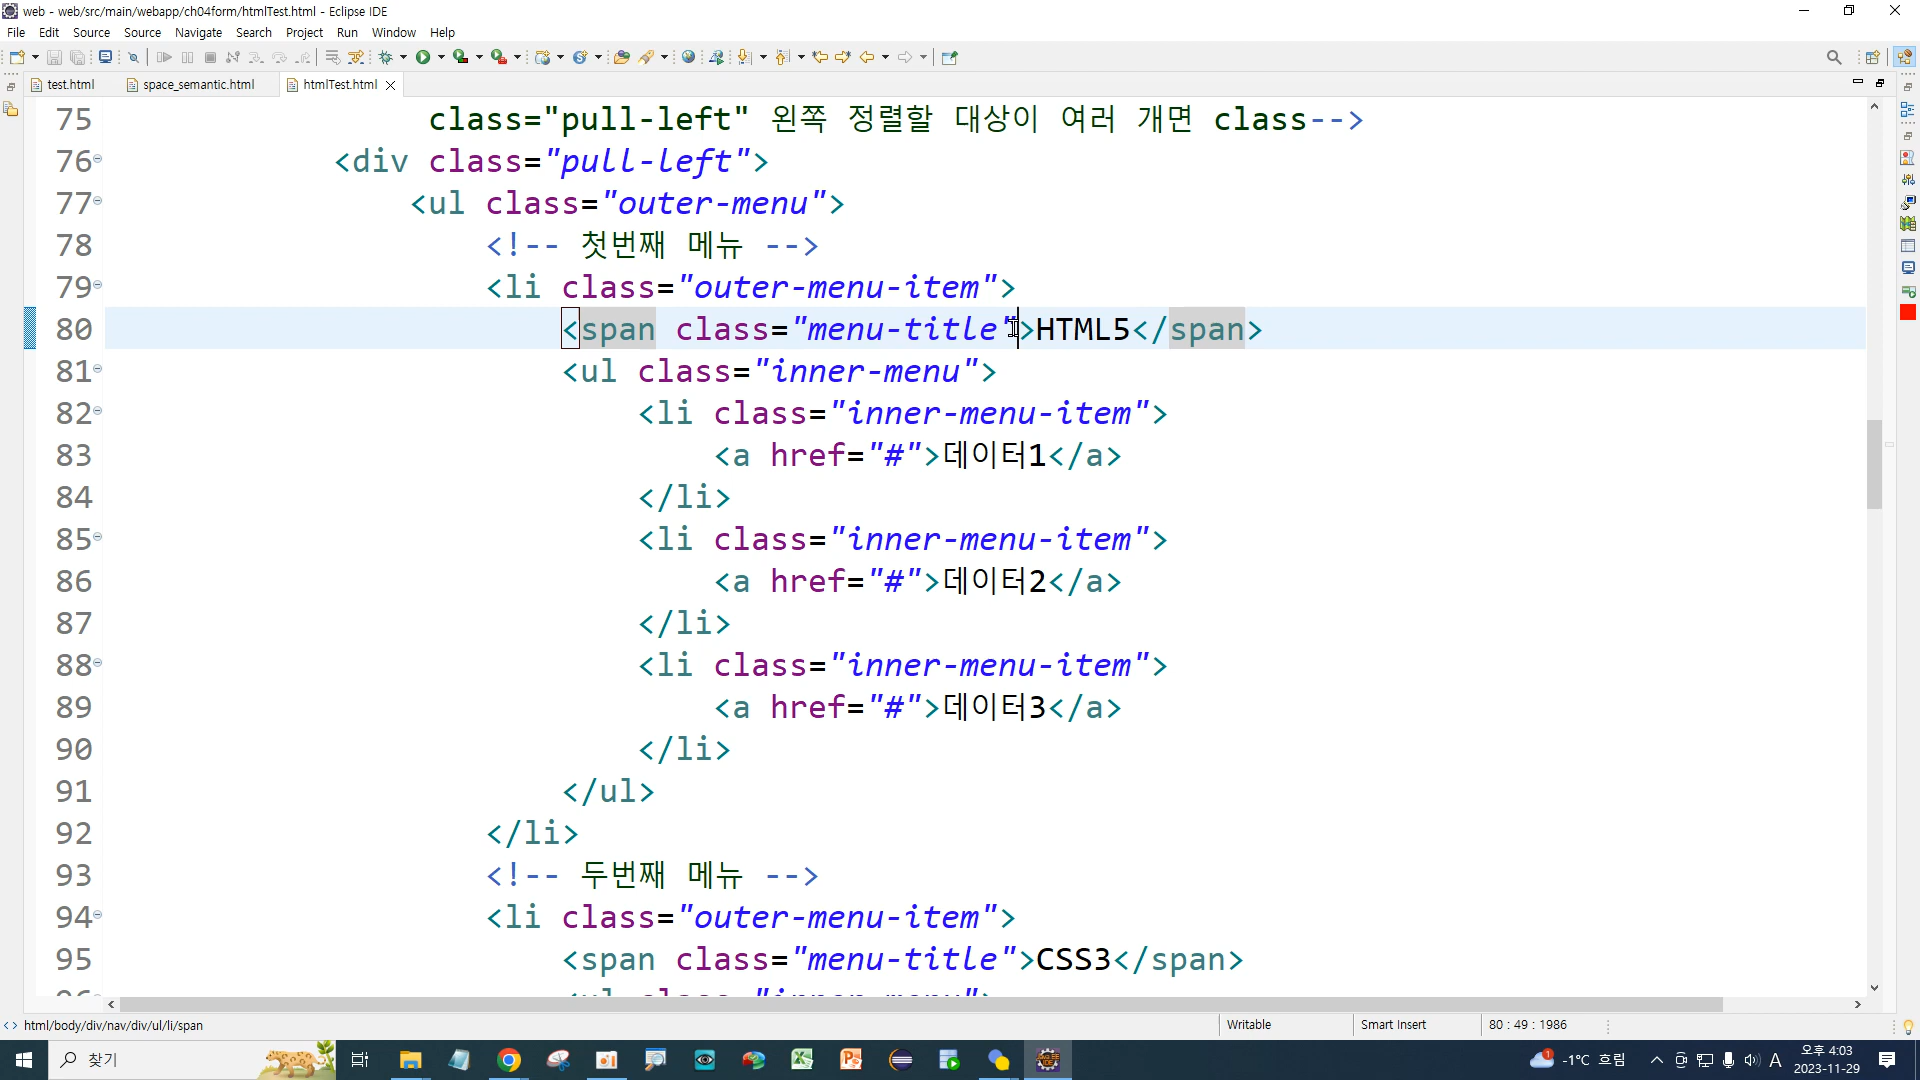 web - web/src/main/webapp/ch04form/htmlTest.html - Eclipse IDE
File Edit Source Source Navigate Search Project Run Window Help
test.html space_semantic.html htmlTest.html
75 class="pull-left" 왼쪽 정렬할 대상이 여러 개면 class-->
76 <div class="pull-left">
77 <ul class="outer-menu">
78 <!-- 첫번째 메뉴 -->
79 <li class="outer-menu-item">
80 <span class="menu-title">HTML5</span>
81 <ul class="inner-menu">
82 <li class="inner-menu-item">
83 <a href="#">데이터1</a>
84 </li>
85 <li class="inner-menu-item">
86 <a href="#">데이터2</a>
87 </li>
88 <li class="inner-menu-item">
89 <a href="#">데이터3</a>
90 </li>
91 </ul>
92 </li>
93 <!-- 두번째 메뉴 -->
94 <li class="outer-menu-item">
95 <span class="menu-title">CSS3</span>
html/body/div/nav/div/ul/li/span Writable Smart Insert 80 : 49 : 1986
찾기 1 -1°C 흐림 A 오후 4:03
2023-11-29